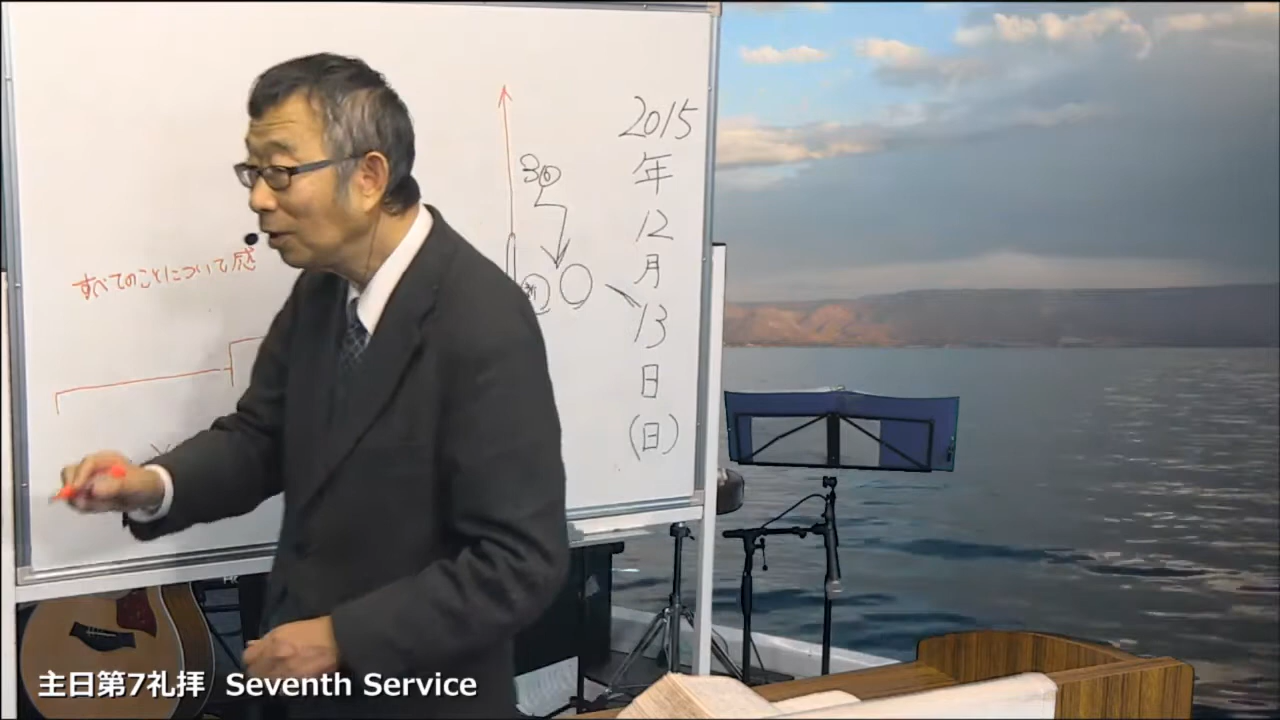 2015
年
12
月
13
日
(日)
30
すべてのことについて感
主日第7礼拝 Seventh Service